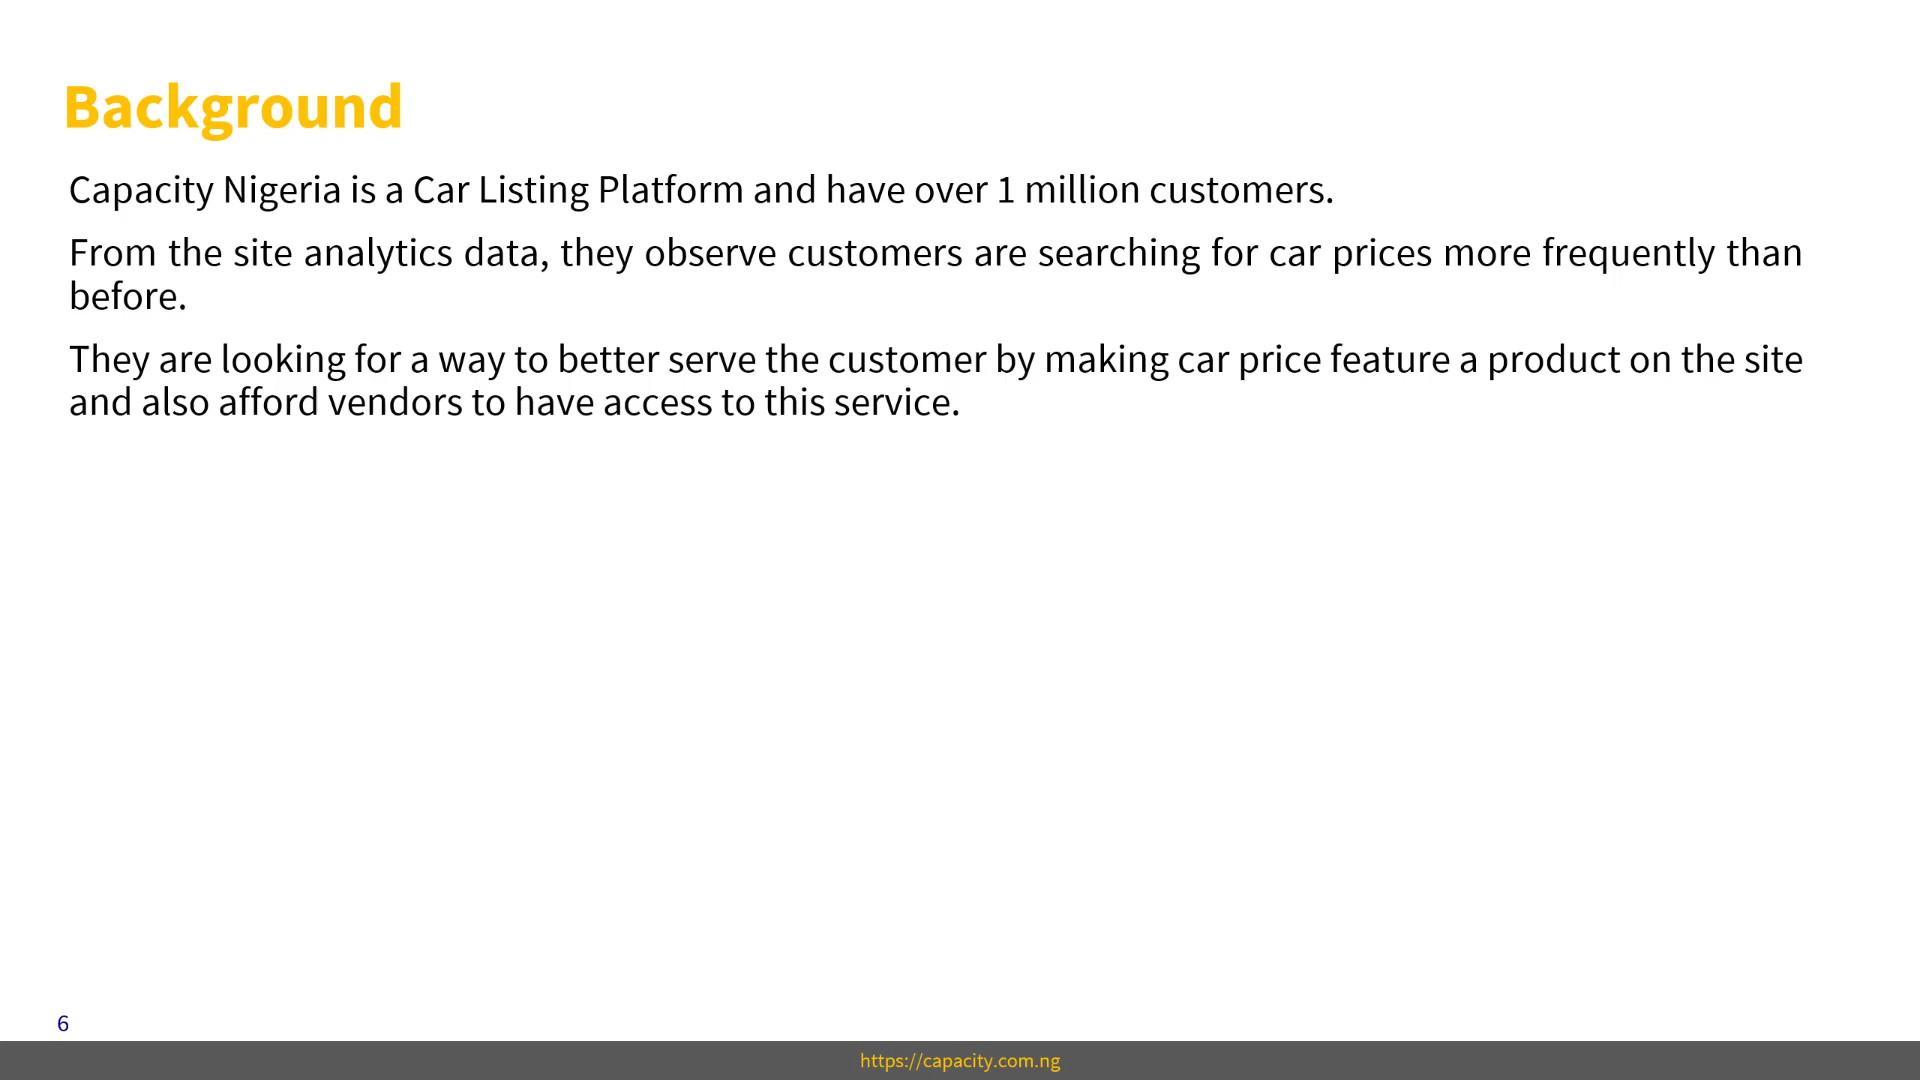 Background
Capacity Nigeria is a Car Listing Platform and have over 1 million customers.
From the site analytics data, they observe customers are searching for car prices more frequently than
before.
They are looking for a way to better serve the customer by making car price feature a product on the site
and also afford vendors to have access to this service.
6
https://capacity.com.ng